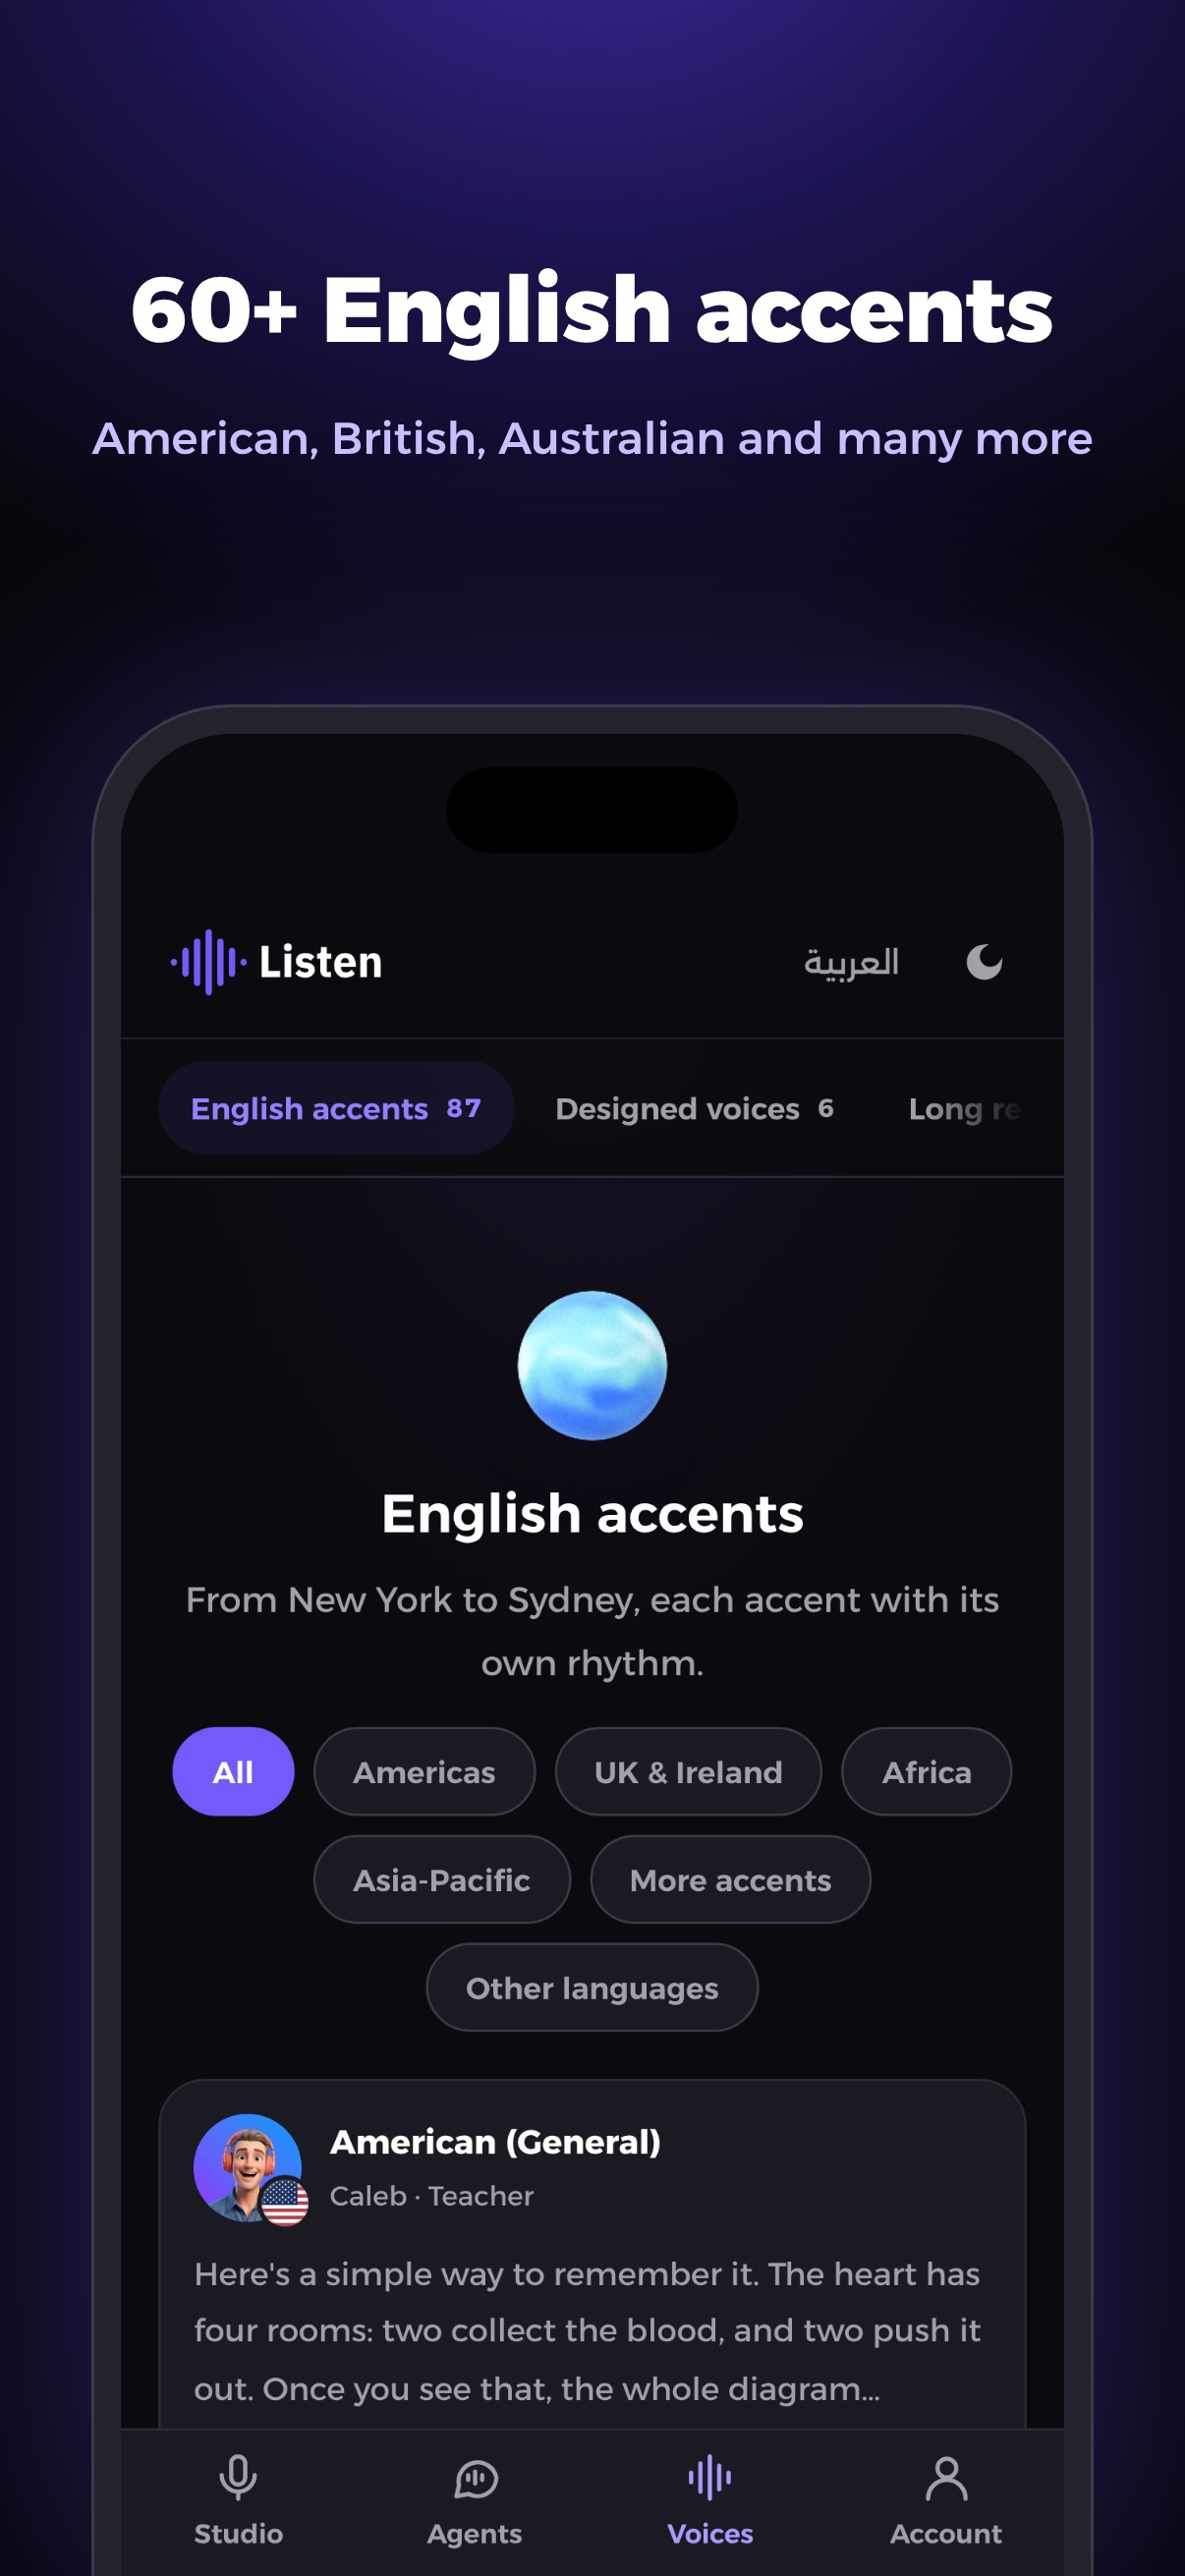 60+ English accents
American, British, Australian and many more
Listen
العربية
English accents 87
Designed voices 6
Long
English accents
From New York to Sydney, each accent with its
own rhythm.
All
Americas
UK & Ireland
Africa
Asia-Pacific
More accents
Other languages
American (General)
Caleb · Teacher
Here's a simple way to remember it. The heart has
four rooms: two collect the blood, and two push it
out. Once you see that, the whole diagram...
Studio
Agents
Voices
Account